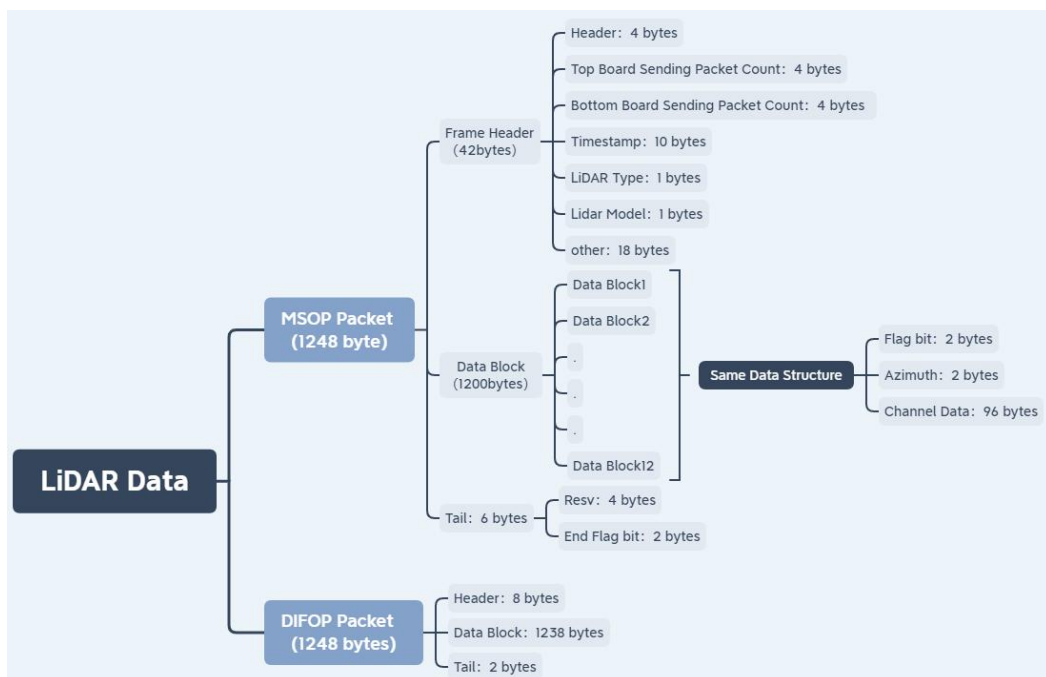 LiDAR Data
MSOP Packet
(1248 byte)
Frame Header
(42bytes)
Header: 4 bytes
Top Board Sending Packet Count: 4 bytes
Bottom Board Sending Packet Count: 4 bytes
Timestamp: 10 bytes
LiDAR Type: 1 bytes
Lidar Model: 1 bytes
other: 18 bytes
Data Block
(1200bytes)
Data Block1
Data Block2
.
.
.
Data Block12
Same Data Structure
Flag bit: 2 bytes
Azimuth: 2 bytes
Channel Data: 96 bytes
Tail: 6 bytes
Resv: 4 bytes
End Flag bit: 2 bytes
DIFOP Packet
(1248 bytes)
Header: 8 bytes
Data Block: 1238 bytes
Tail: 2 bytes